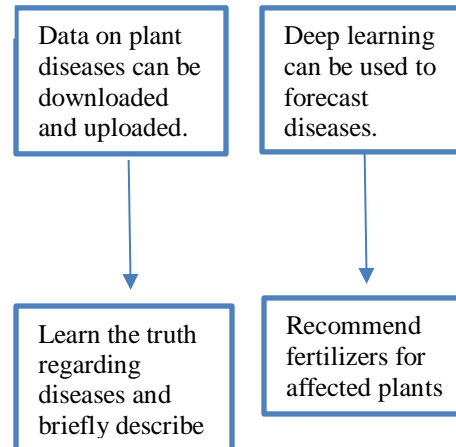 Data on plant
diseases can be
downloaded
and uploaded.
Deep learning
can be used to
forecast
diseases.
Learn the truth
regarding
diseases and
briefly describe
Recommend
fertilizers for
affected plants